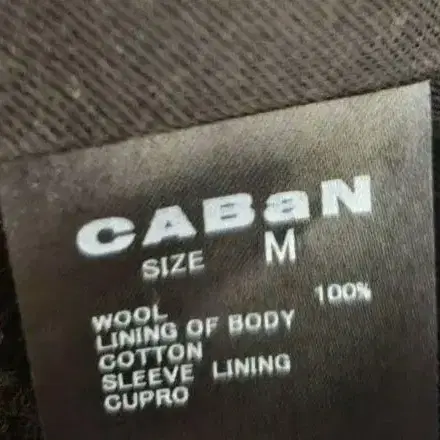 CABaN
SIZE M
WOOL 100%
LINING OF BODY
COTTON
SLEEVE LINING
CUPRO